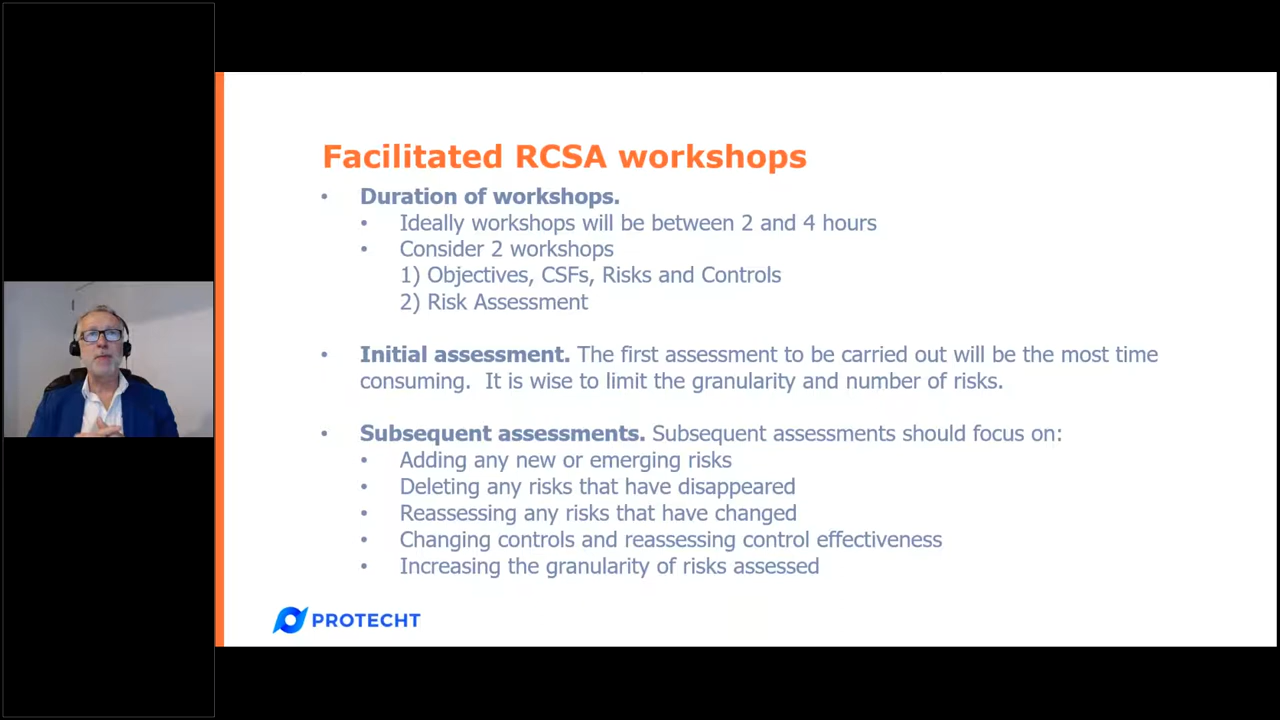 Facilitated RCSA workshops
• Duration of workshops.
• Ideally workshops will be between 2 and 4 hours
• Consider 2 workshops
1) Objectives, CSFs, Risks and Controls
2) Risk Assessment
• Initial assessment. The first assessment to be carried out will be the most time
consuming. It is wise to limit the granularity and number of risks.
• Subsequent assessments. Subsequent assessments should focus on:
• Adding any new or emerging risks
• Deleting any risks that have disappeared
• Reassessing any risks that have changed
• Changing controls and reassessing control effectiveness
• Increasing the granularity of risks assessed
PROTECHT